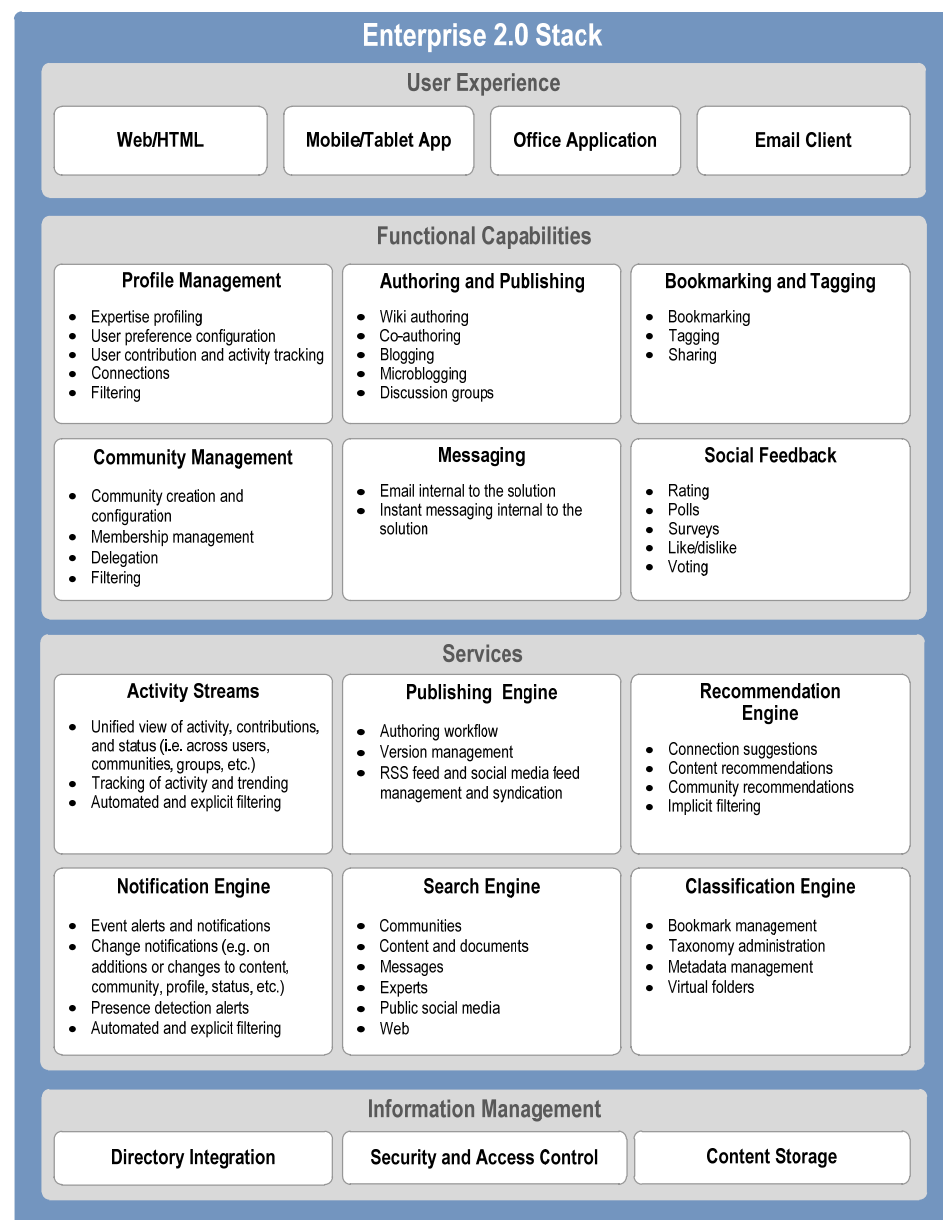 Enterprise 2.0 Stack
User Experience
Web/HTML
Mobile/Tablet App
Office Application
Email Client
Functional Capabilities
Profile Management
• Expertise profiling
• User preference configuration
• User contribution and activity tracking
• Connections
• Filtering
Authoring and Publishing
• Wiki authoring
• Co-authoring
• Blogging
• Microblogging
• Discussion groups
Bookmarking and Tagging
• Bookmarking
• Tagging
• Sharing
Community Management
• Community creation and
configuration
• Membership management
• Delegation
• Filtering
Messaging
• Email internal to the solution
• Instant messaging internal to the
solution
Social Feedback
• Rating
• Polls
• Surveys
• Like/dislike
• Voting
Services
Activity Streams
• Unified view of activity, contributions,
and status (i.e. across users,
communities, groups, etc.)
• Tracking of activity and trending
• Automated and explicit filtering
Publishing Engine
• Authoring workflow
• Version management
• RSS feed and social media feed
management and syndication
Recommendation
Engine
• Connection suggestions
• Content recommendations
• Community recommendations
• Implicit filtering
Notification Engine
• Event alerts and notifications
• Change notifications (e.g. on
additions or changes to content,
community, profile, status, etc.)
• Presence detection alerts
• Automated and explicit filtering
Search Engine
• Communities
• Content and documents
• Messages
• Experts
• Public social media
• Web
Classification Engine
• Bookmark management
• Taxonomy administration
• Metadata management
• Virtual folders
Information Management
Directory Integration
Security and Access Control
Content Storage